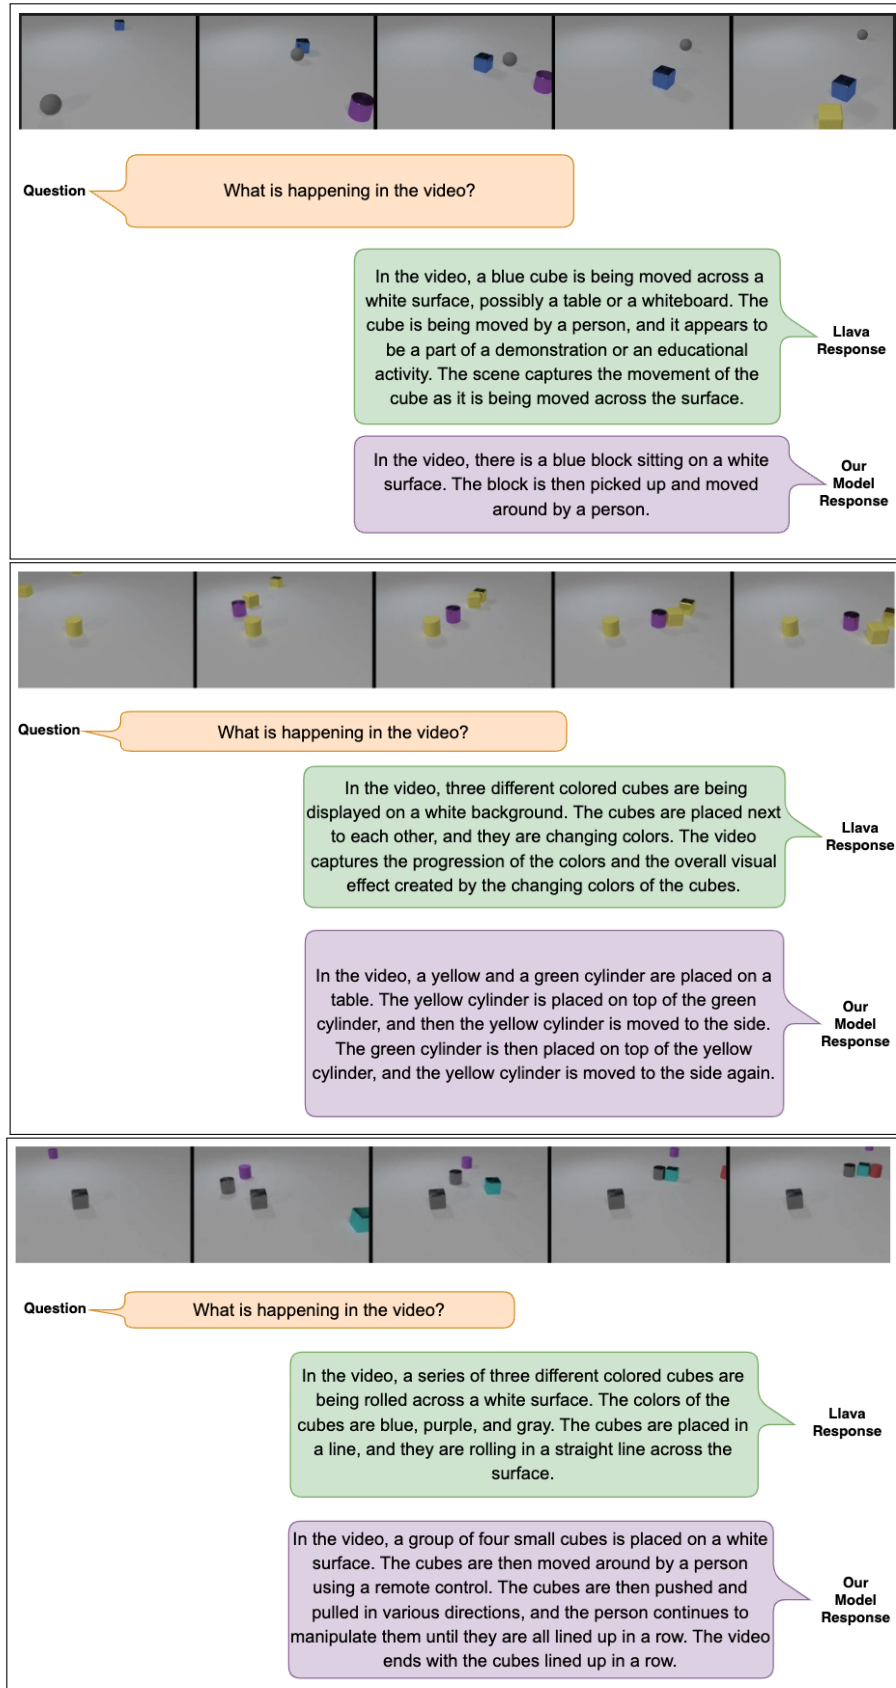 Question
What is happening in the video?
In the video, a blue cube is being moved across a
white surface, possibly a table or a whiteboard. The
cube is being moved by a person, and it appears to
be a part of a demonstration or an educational
activity. The scene captures the movement of the
cube as it is being moved across the surface.
Llava
Response
In the video, there is a blue block sitting on a white
surface. The block is then picked up and moved
around by a person.
Our
Model
Response
Question
What is happening in the video?
In the video, three different colored cubes are being
displayed on a white background. The cubes are placed next
to each other, and they are changing colors. The video
captures the progression of the colors and the overall visual
effect created by the changing colors of the cubes.
Llava
Response
In the video, a yellow and a green cylinder are placed on a
table. The yellow cylinder is placed on top of the green
cylinder, and then the yellow cylinder is moved to the side.
The green cylinder is then placed on top of the yellow
cylinder, and the yellow cylinder is moved to the side again.
Our
Model
Response
Question
What is happening in the video?
In the video, a series of three different colored cubes are
being rolled across a white surface. The colors of the
cubes are blue, purple, and gray. The cubes are placed in
a line, and they are rolling in a straight line across the
surface.
Llava
Response
In the video, a group of four small cubes is placed on a white
surface. The cubes are then moved around by a person
using a remote control. The cubes are then pushed and
pulled in various directions, and the person continues to
manipulate them until they are all lined up in a row. The video
ends with the cubes lined up in a row.
Our
Model
Response